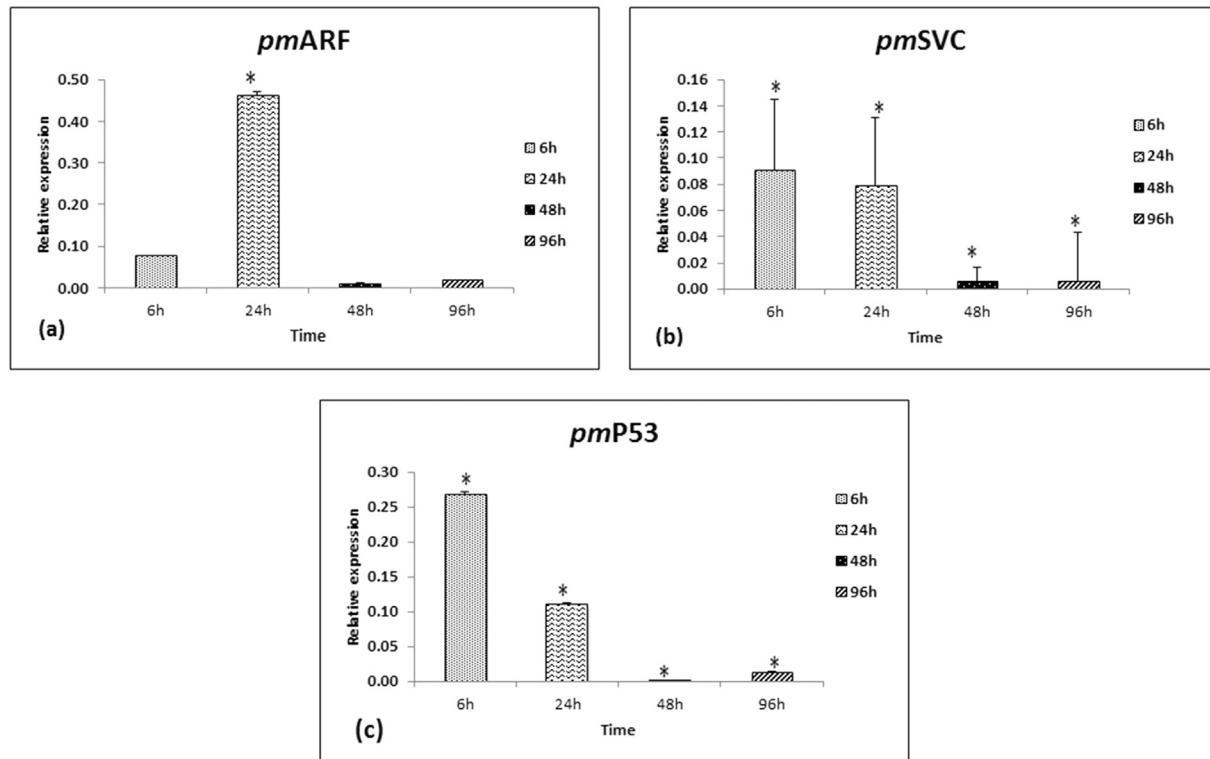 pmARF
Relative expression
0.50
0.40
0.30
0.20
0.10
0.00
*
6h
24h
48h
96h
Time
6h
24h
48h
96h
(a)
pmSVC
Relative expression
0.16
0.14
0.12
0.10
0.08
0.06
0.04
0.02
0.00
*
*
*
*
6h
24h
48h
96h
Time
6h
24h
48h
96h
(b)
pmP53
Relative expression
0.30
0.25
0.20
0.15
0.10
0.05
0.00
*
*
*
*
6h
24h
48h
96h
Time
6h
24h
48h
96h
(c)